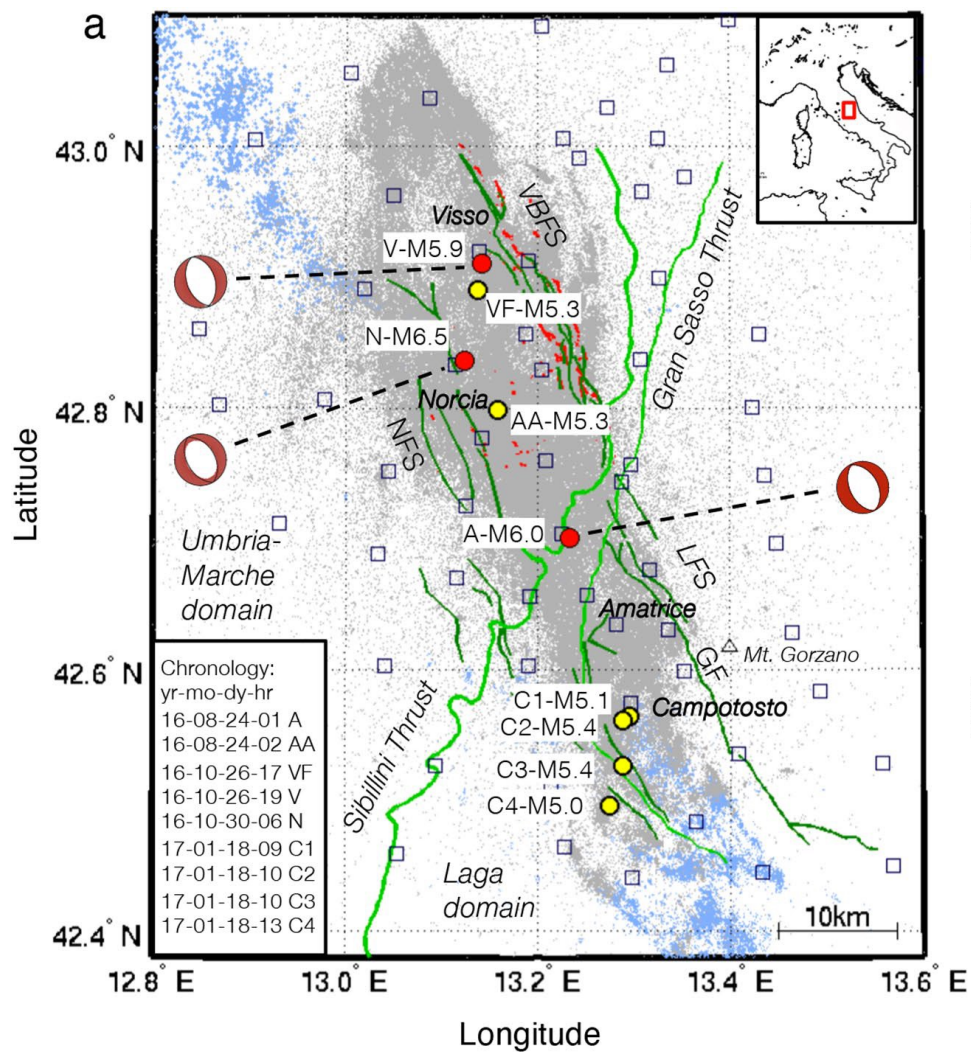 a
43.0° N
42.8° N
42.6° N
42.4° N
Latitude
12.8° E
13.0° E
13.2° E
13.4° E
13.6° E
Longitude
Visso
VBFS
V-M5.9
VF-M5.3
N-M6.5
Norcia
AA-M5.3
NFS
Gran Sasso Thrust
A-M6.0
Umbria-
Marche
domain
LFS
Amatrice
GF
Mt. Gorzano
C1-M5.1
C2-M5.4
Campotosto
C3-M5.4
C4-M5.0
Sibillini Thrust
Laga
domain
10km
Chronology:
yr-mo-dy-hr
16-08-24-01 A
16-08-24-02 AA
16-10-26-17 VF
16-10-26-19 V
16-10-30-06 N
17-01-18-09 C1
17-01-18-10 C2
17-01-18-10 C3
17-01-18-13 C4